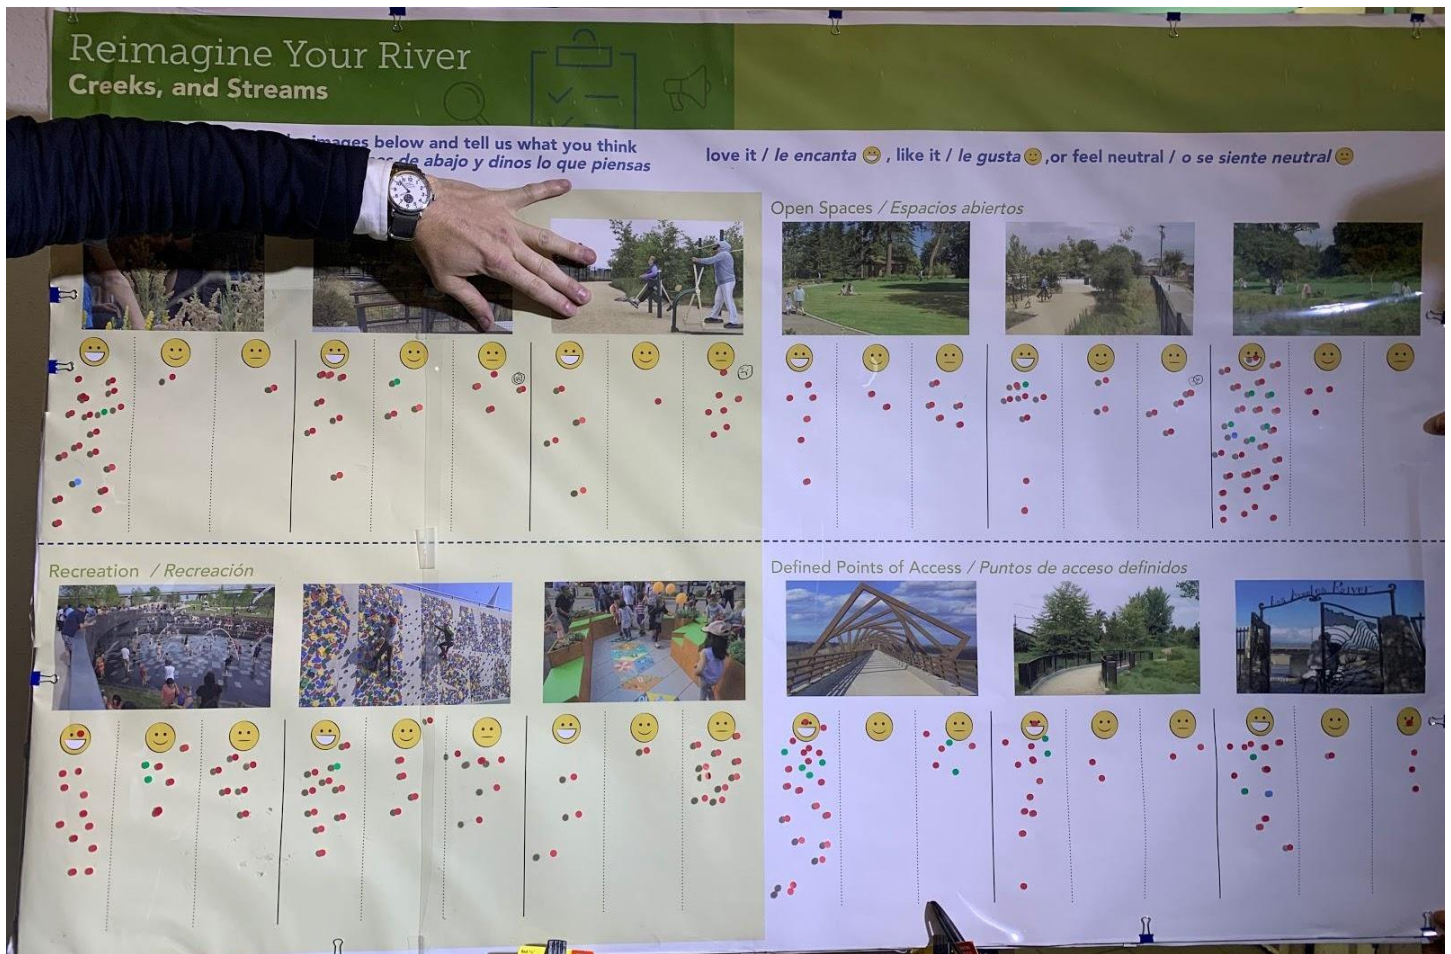 Reimagine Your River
Creeks, and Streams
images below and tell us what you think
de abajo y dinos lo que piensas
love it / le encanta , like it / le gusta ,or feel neutral / o se siente neutral
Open Spaces / Espacios abiertos
Recreation / Recreación
Defined Points of Access / Puntos de acceso definidos
Los Angeles River